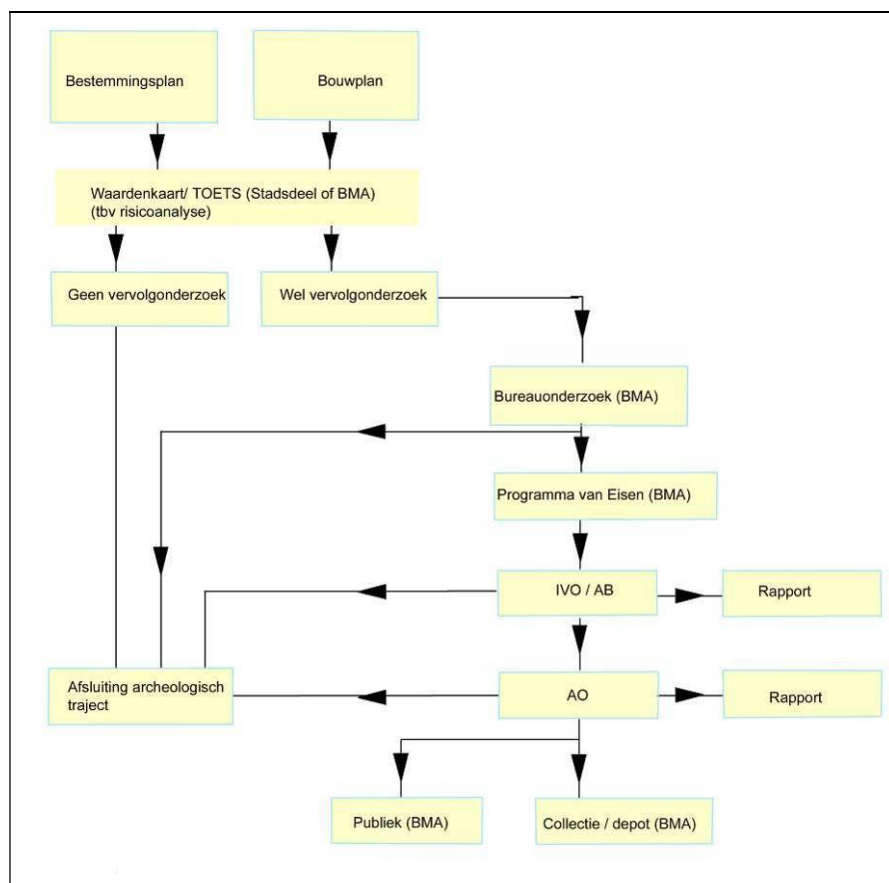 Bestemmingsplan
Bouwplan
Waardenkaart/ TOETS (Stadsdeel of BMA)
(tbv risicoanalyse)
Geen vervolgonderzoek
Wel vervolgonderzoek
Bureauonderzoek (BMA)
Programma van Eisen (BMA)
IVO / AB
Rapport
Afsluiting archeologisch
traject
AO
Rapport
Publiek (BMA)
Collectie / depot (BMA)